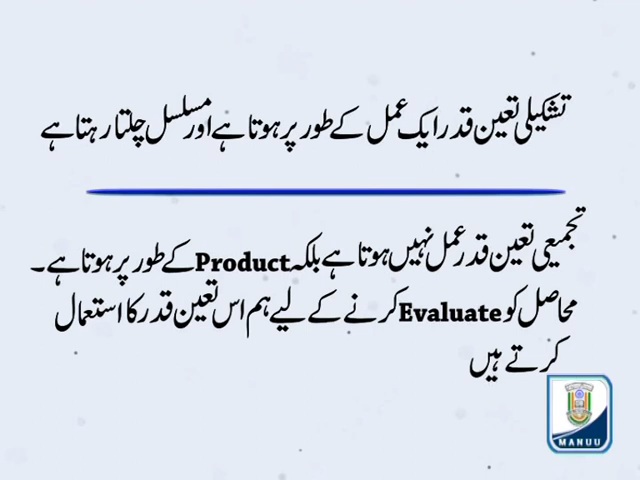 تشکیلی تعین قدر ایک عمل کے طور پر ہوتا ہے اور مسلسل چلتا رہتا ہے
تجمیعی تعین قدر عمل نہیں ہوتا ہے بلکہ Product کے طور پر ہوتا ہے۔
محاصل کو Evaluate کرنے کے لیے ہم اس تعین قدر کا استعمال
کرتے ہیں
MANUU